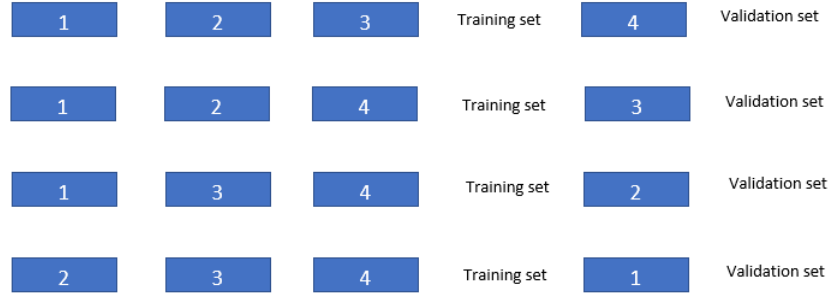 1 2 3 Training set 4 Validation set
1 2 4 Training set 3 Validation set
1 3 4 Training set 2 Validation set
2 3 4 Training set 1 Validation set